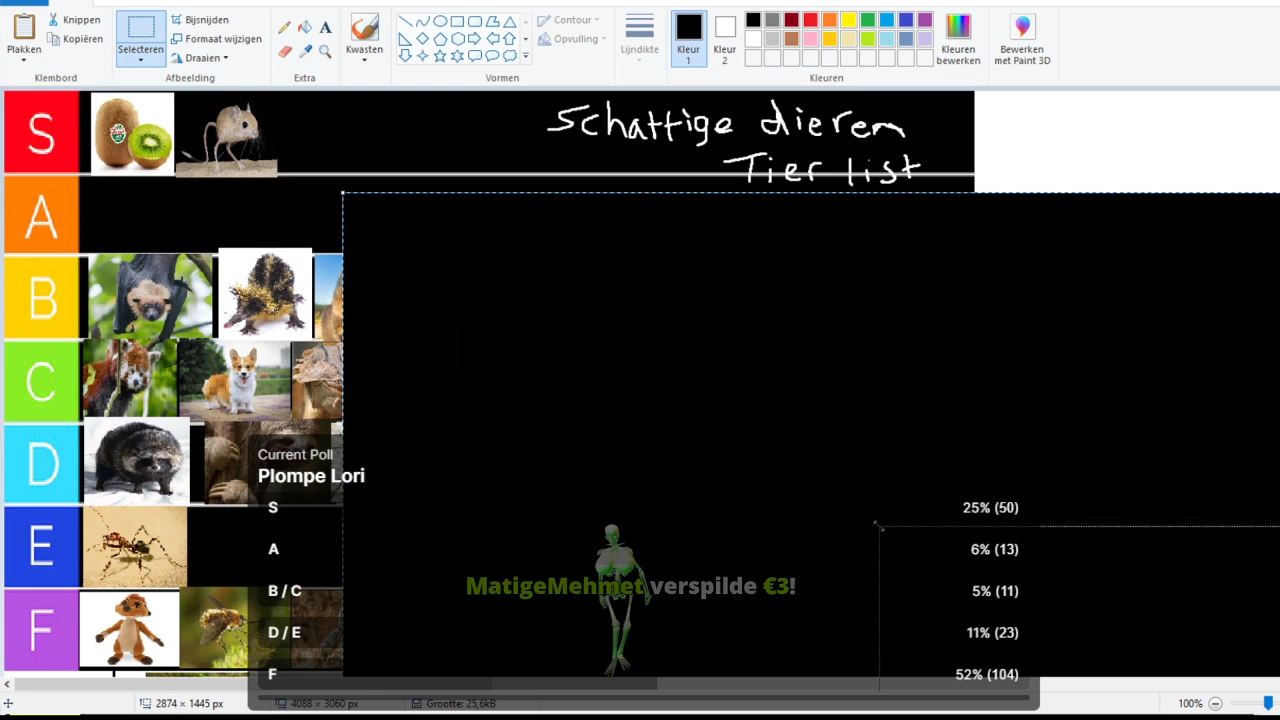 Plakken
Knippen
Kopiëren
Klembord
Selecteren
Bijsnijden
Formaat wijzigen
Draaien
Afbeelding
A
Extra
Kwasten
Vormen
Contour
Opvulling
Lijndikte
Kleur
1
Kleur
2
Kleuren
Kleuren
bewerken
Bewerken
met Paint 3D
Schattige dieren
Tier list
S
A
B
C
D
E
F
Current Poll
Plompe Lori
S 25% (50)
A 6% (13)
B / C 5% (11)
D / E 11% (23)
F 52% (104)
MatigeMehmet verspilde €3!
2874 × 1445 px
4088 × 3060 px
Grootte: 25,6kB
100%